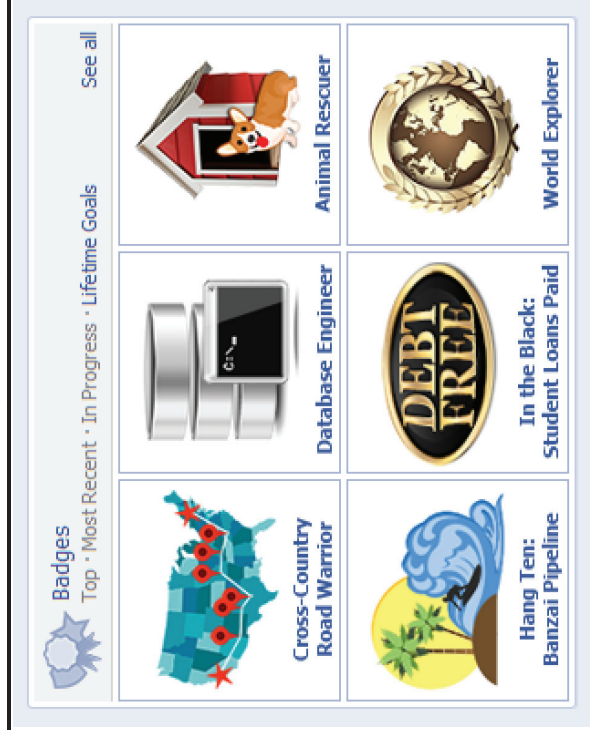 Badges
See all
Top · Most Recent · In Progress · Lifetime Goals
Cross-Country
Road Warrior
C:\-=
Database Engineer
Animal Rescuer
Hang Ten:
Banzai Pipeline
DEBT
FREE
In the Black:
Student Loans Paid
World Explorer